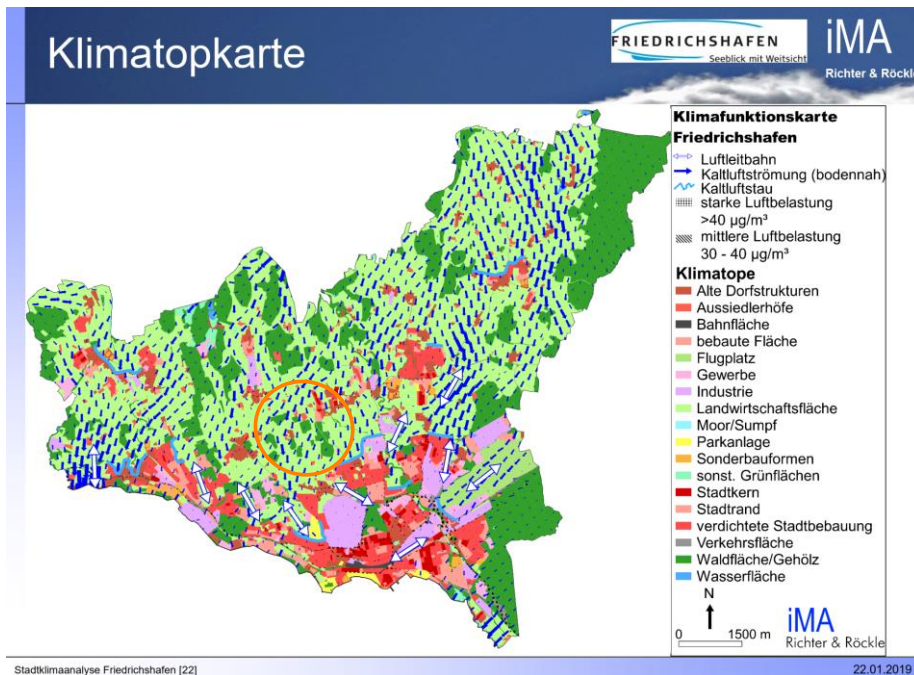 Klimatopkarte
FRIEDRICHSHAFEN
Seeblick mit Weitsicht
iMA
Richter & Röckle
Klimafunktionskarte
Friedrichshafen
Luftleitbahn
Kaltluftströmung (bodennah)
Kaltluftstau
starke Luftbelastung
>40 µg/m³
mittlere Luftbelastung
30 - 40 µg/m³
Klimatope
Alte Dorfstrukturen
Aussiedlerhöfe
Bahnfläche
bebaute Fläche
Flugplatz
Gewerbe
Industrie
Landwirtschaftsfläche
Moor/Sumpf
Parkanlage
Sonderbauformen
sonst. Grünflächen
Stadtkern
Stadtrand
verdichtete Stadtbebauung
Verkehrsfläche
Waldfläche/Gehölz
Wasserfläche
N
0 1500 m
iMA
Richter & Röckle
Stadtklimaanalyse Friedrichshafen [22]
22.01.2019